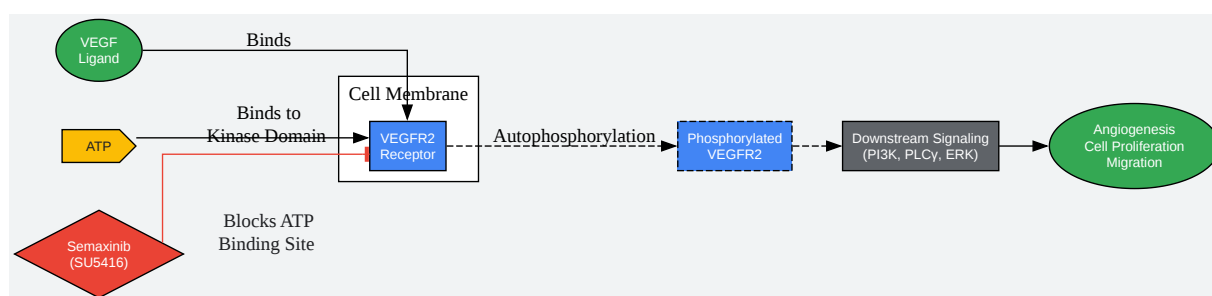 VEGF
Ligand
Binds
Cell Membrane
Binds to
Kinase Domain
ATP
VEGFR2
Receptor
Autophosphorylation
Phosphorylated
VEGFR2
Downstream Signaling
(PI3K, PLCγ, ERK)
Angiogenesis
Cell Proliferation
Migration
Blocks ATP
Binding Site
Semaxinib
(SU5416)